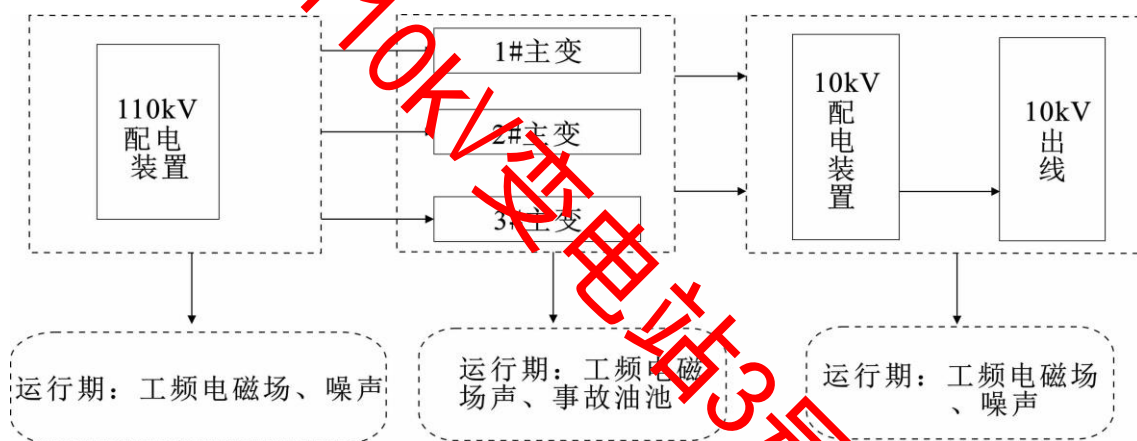 110kV
配电
装置
1#主变
2#主变
3#主变
10kV
配
电
装
置
10kV
出
线
运行期：工频电磁场、噪声
运行期：工频电磁
场声、事故油池
运行期：工频电磁场
、噪声
110kV变电站3号